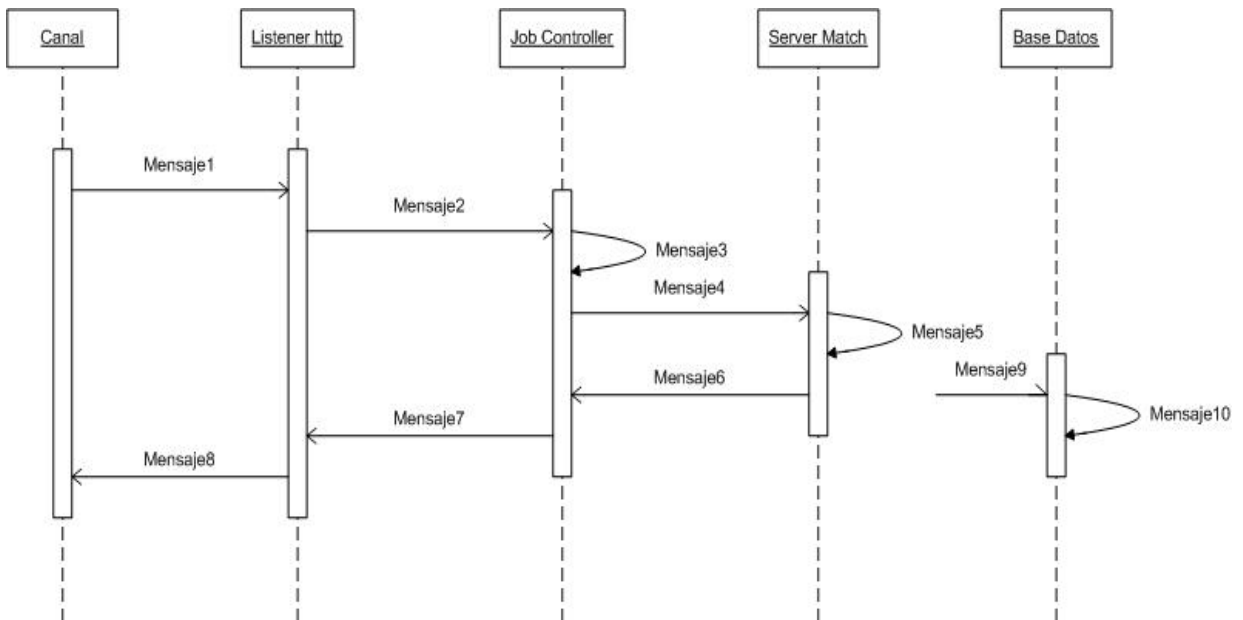 Canal
Listener http
Job Controller
Server Match
Base Datos
Mensaje1
Mensaje2
Mensaje3
Mensaje4
Mensaje5
Mensaje6
Mensaje9
Mensaje10
Mensaje7
Mensaje8